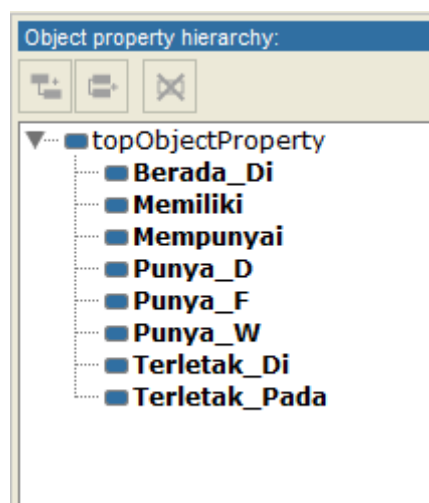 Object property hierarchy:
topObjectProperty
Berada_Di
Memiliki
Mempunyai
Punya_D
Punya_F
Punya_W
Terletak_Di
Terletak_Pada